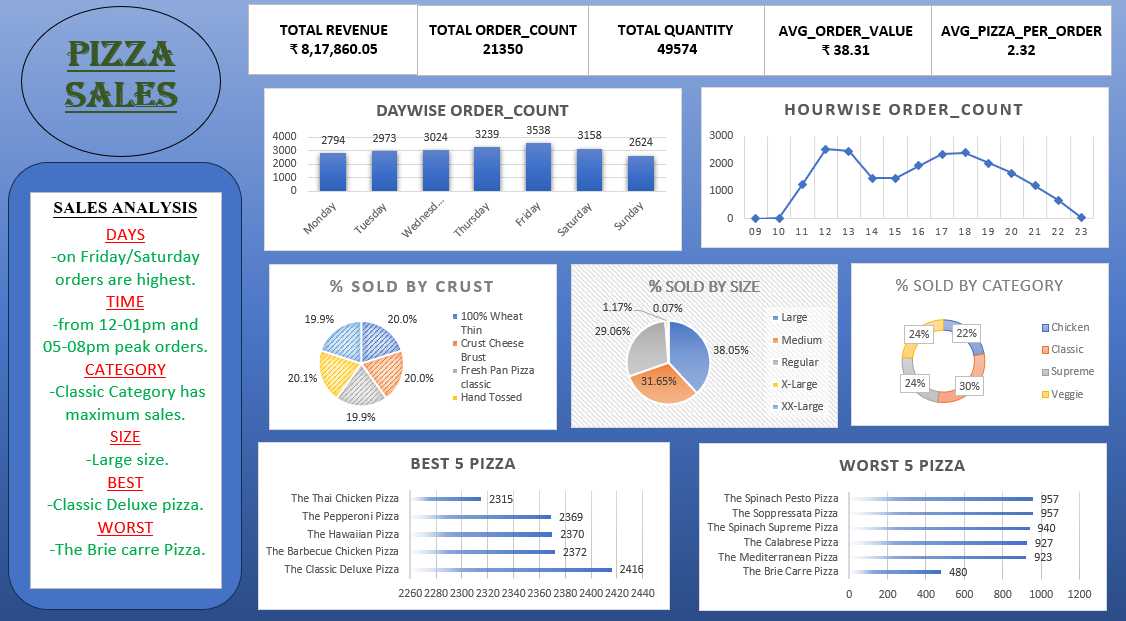 PIZZA
SALES
TOTAL REVENUE
₹ 8,17,860.05
TOTAL ORDER_COUNT
21350
TOTAL QUANTITY
49574
AVG_ORDER_VALUE
₹ 38.31
AVG_PIZZA_PER_ORDER
2.32
SALES ANALYSIS
DAYS
-on Friday/Saturday
orders are highest.
TIME
-from 12-01pm and
05-08pm peak orders.
CATEGORY
-Classic Category has
maximum sales.
SIZE
-Large size.
BEST
-Classic Deluxe pizza.
WORST
-The Brie carre Pizza.
DAYWISE ORDER_COUNT
4000
3000
2000
1000
0
2794
2973
3024
3239
3538
3158
2624
Monday
Tuesday
Wednesd...
Thursday
Friday
Saturday
Sunday
HOURWISE ORDER_COUNT
3000
2000
1000
0
09 10 11 12 13 14 15 16 17 18 19 20 21 22 23
% SOLD BY CRUST
19.9%
20.0%
20.0%
19.9%
20.1%
100% Wheat
Thin
Crust Cheese
Brust
Fresh Pan Pizza
classic
Hand Tossed
% SOLD BY SIZE
1.17%
0.07%
29.06%
38.05%
31.65%
Large
Medium
Regular
X-Large
XX-Large
% SOLD BY CATEGORY
24%
22%
24%
30%
Chicken
Classic
Supreme
Veggie
BEST 5 PIZZA
The Thai Chicken Pizza 2315
The Pepperoni Pizza 2369
The Hawaiian Pizza 2370
The Barbecue Chicken Pizza 2372
The Classic Deluxe Pizza 2416
2260 2280 2300 2320 2340 2360 2380 2400 2420 2440
WORST 5 PIZZA
The Spinach Pesto Pizza 957
The Soppressata Pizza 957
The Spinach Supreme Pizza 940
The Calabrese Pizza 927
The Mediterranean Pizza 923
The Brie Carre Pizza 480
0 200 400 600 800 1000 1200